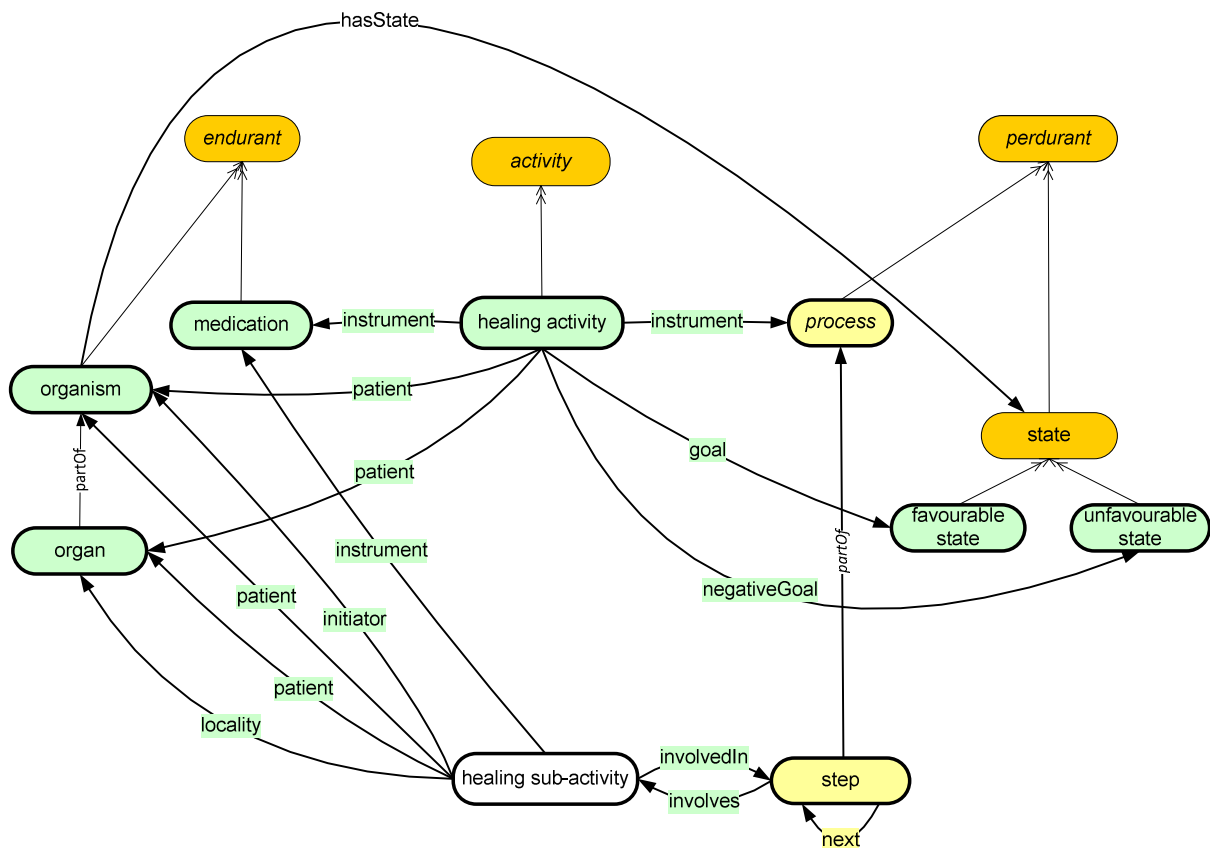 hasState
endurant
activity
perdurant
medication
instrument
healing activity
instrument
process
organism
patient
goal
state
partOf
patient
favourable
state
unfavourable
state
organ
instrument
partOf
negativeGoal
patient
initiator
patient
locality
involvedIn
healing sub-activity
step
involves
next